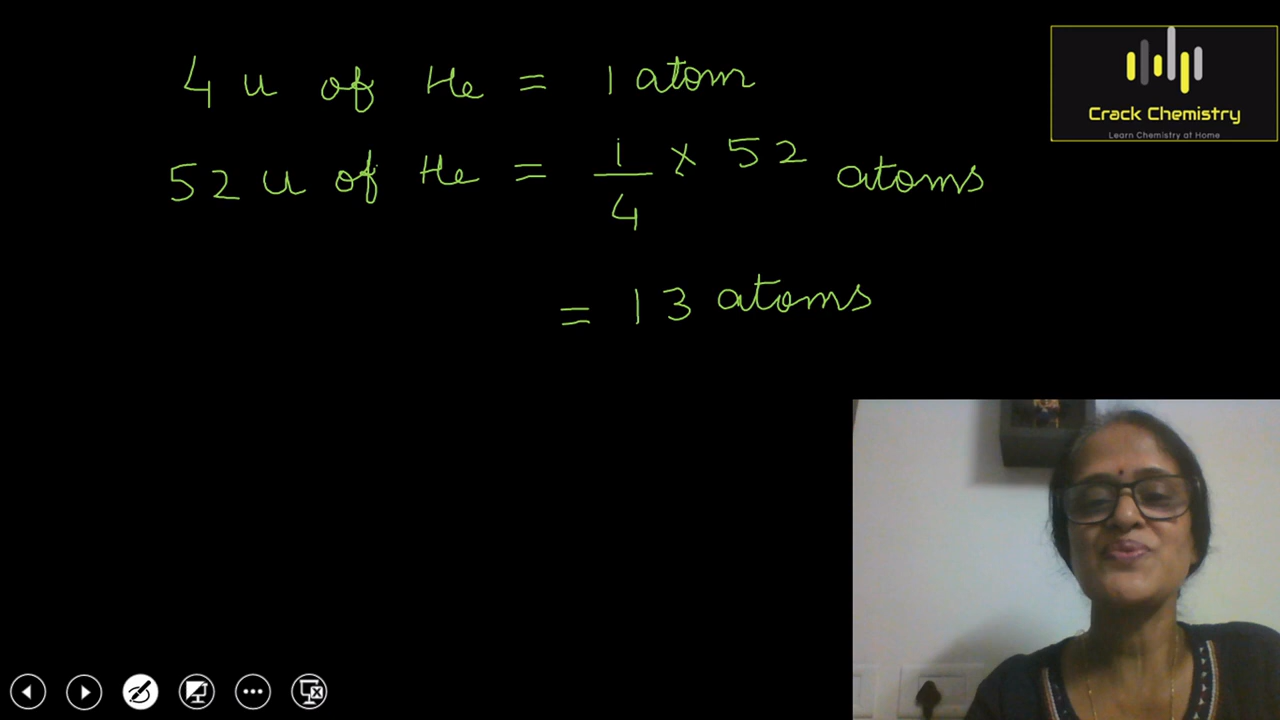 4 u of He = 1 atom
Crack Chemistry
Learn Chemistry at Home
52 u of He = 1/4 × 52 atoms
= 13 atoms